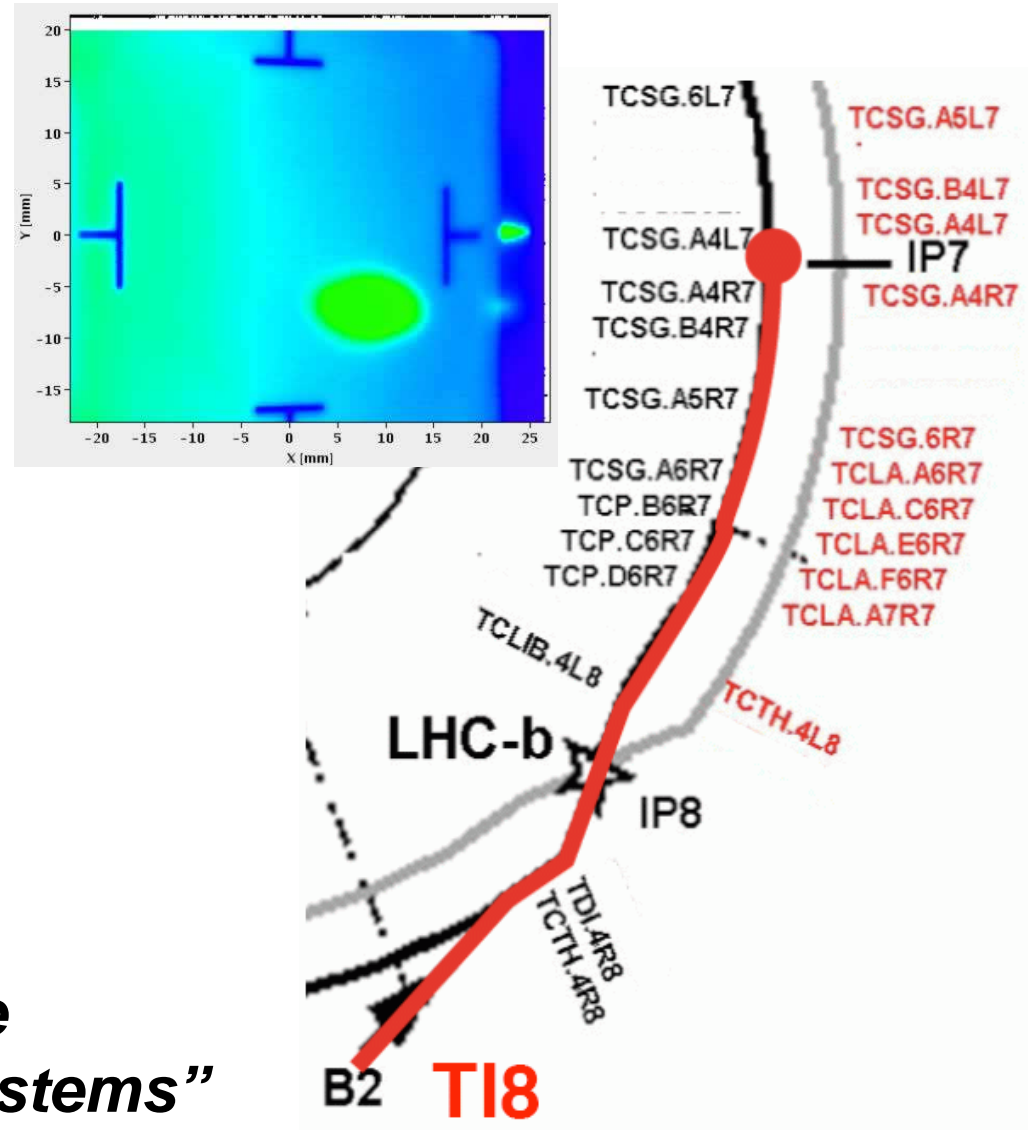 20
15
10
5
0
-5
-10
-15
Y [mm]
-20 -15 -10 -5 0 5 10 15 20 25
X [mm]
TCSG.6L7
TCSG.A4L7
TCSG.A4R7
TCSG.B4R7
TCSG.A5R7
TCSG.A6R7
TCP.B6R7
TCP.C6R7
TCP.D6R7
TCSG.A5L7
TCSG.B4L7
TCSG.A4L7
IP7
TCSG.A4R7
TCSG.6R7
TCLA.A6R7
TCLA.C6R7
TCLA.E6R7
TCLA.F6R7
TCLA.A7R7
TCLIB.4L8
TCTH.4L8
LHC-b
IP8
TDI.4R8
TCTH.4R8
e
stems”
B2
TI8